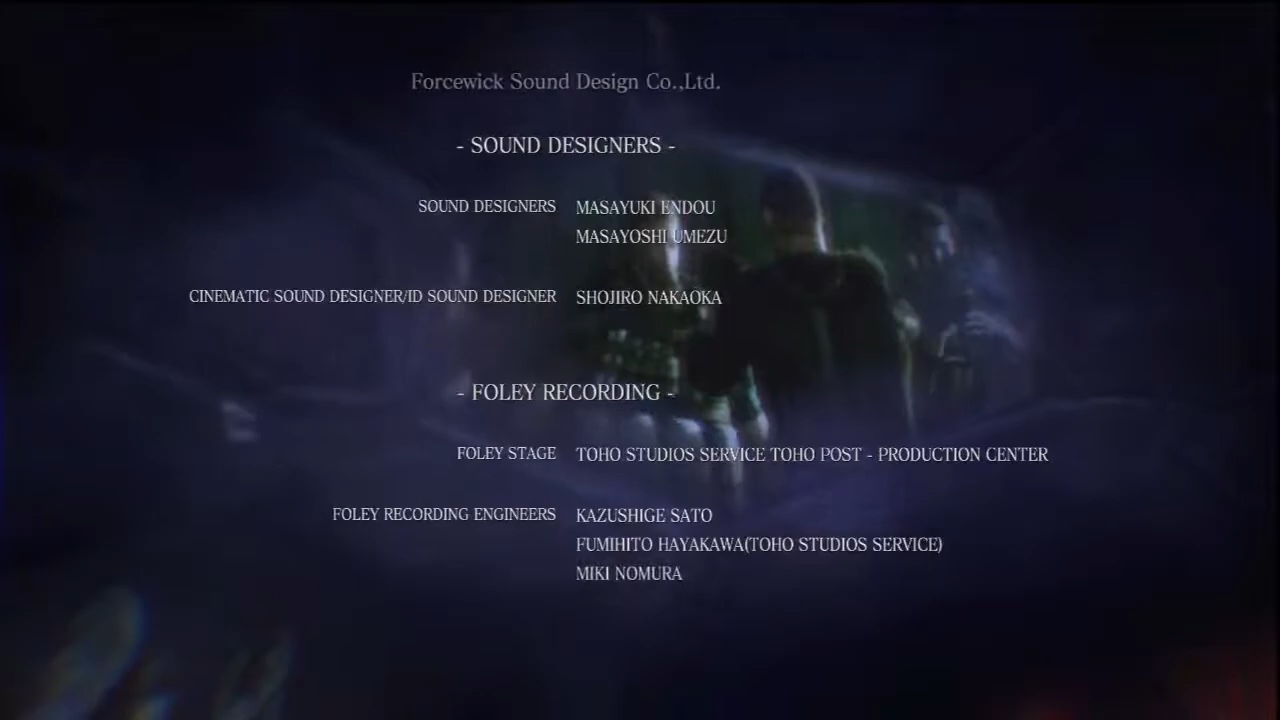 Forcewick Sound Design Co.,Ltd.
- SOUND DESIGNERS -
SOUND DESIGNERS MASAYUKI ENDOU
MASAYOSHI UMEZU
CINEMATIC SOUND DESIGNER/ID SOUND DESIGNER SHOJIRO NAKAOKA
- FOLEY RECORDING -
FOLEY STAGE TOHO STUDIOS SERVICE TOHO POST - PRODUCTION CENTER
FOLEY RECORDING ENGINEERS KAZUSHIGE SATO
FUMIHITO HAYAKAWA(TOHO STUDIOS SERVICE)
MIKI NOMURA